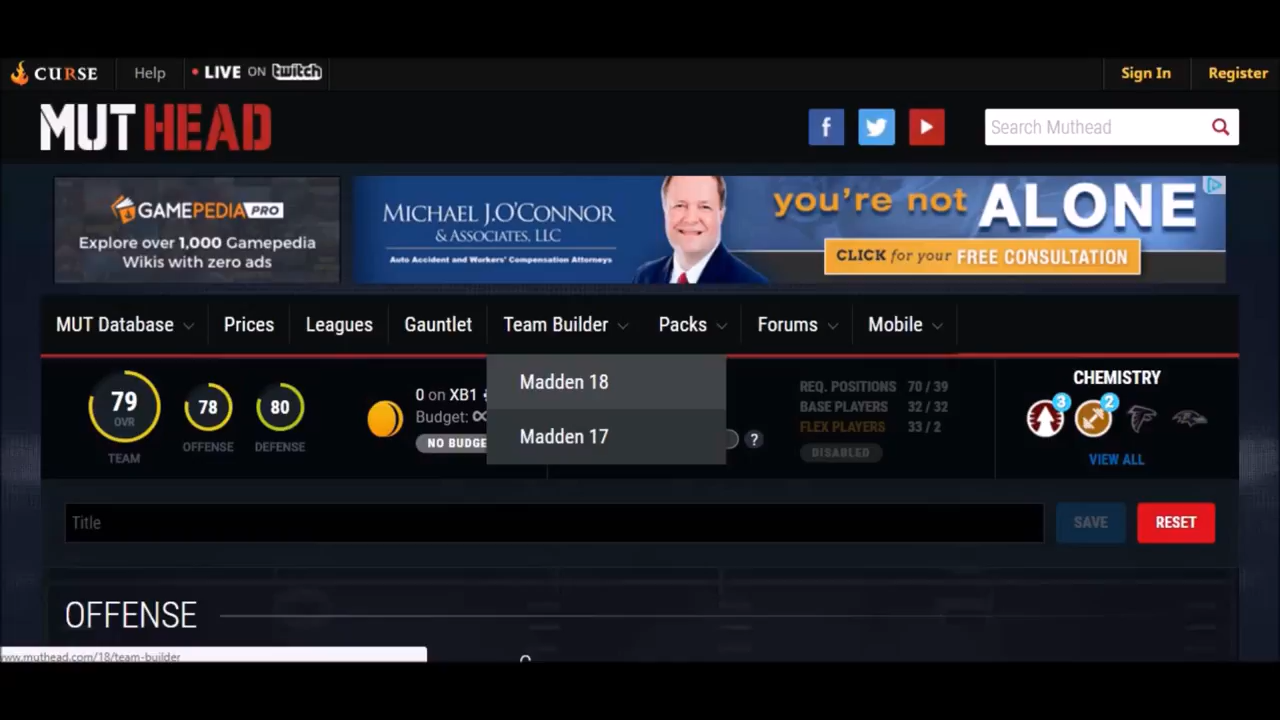 CURSE
Help
LIVE ON twitch
Sign In
Register
MUTHEAD
Search Muthead
GAMEPEDIA PRO
Explore over 1,000 Gamepedia
Wikis with zero ads
MICHAEL J.O'CONNOR
& ASSOCIATES, LLC
Auto Accident and Workers' Compensation Attorneys
you're not ALONE
CLICK for your FREE CONSULTATION
MUT Database
Prices
Leagues
Gauntlet
Team Builder
Packs
Forums
Mobile
Madden 18
Madden 17
79
OVR
TEAM
78
OFFENSE
80
DEFENSE
0 on XB1
Budget: ∞
NO BUDGE
?
REQ. POSITIONS 70 / 39
BASE PLAYERS 32 / 32
FLEX PLAYERS 33 / 2
DISABLED
CHEMISTRY
3
2
VIEW ALL
Title
SAVE
RESET
OFFENSE
www.muthead.com/18/team-builder